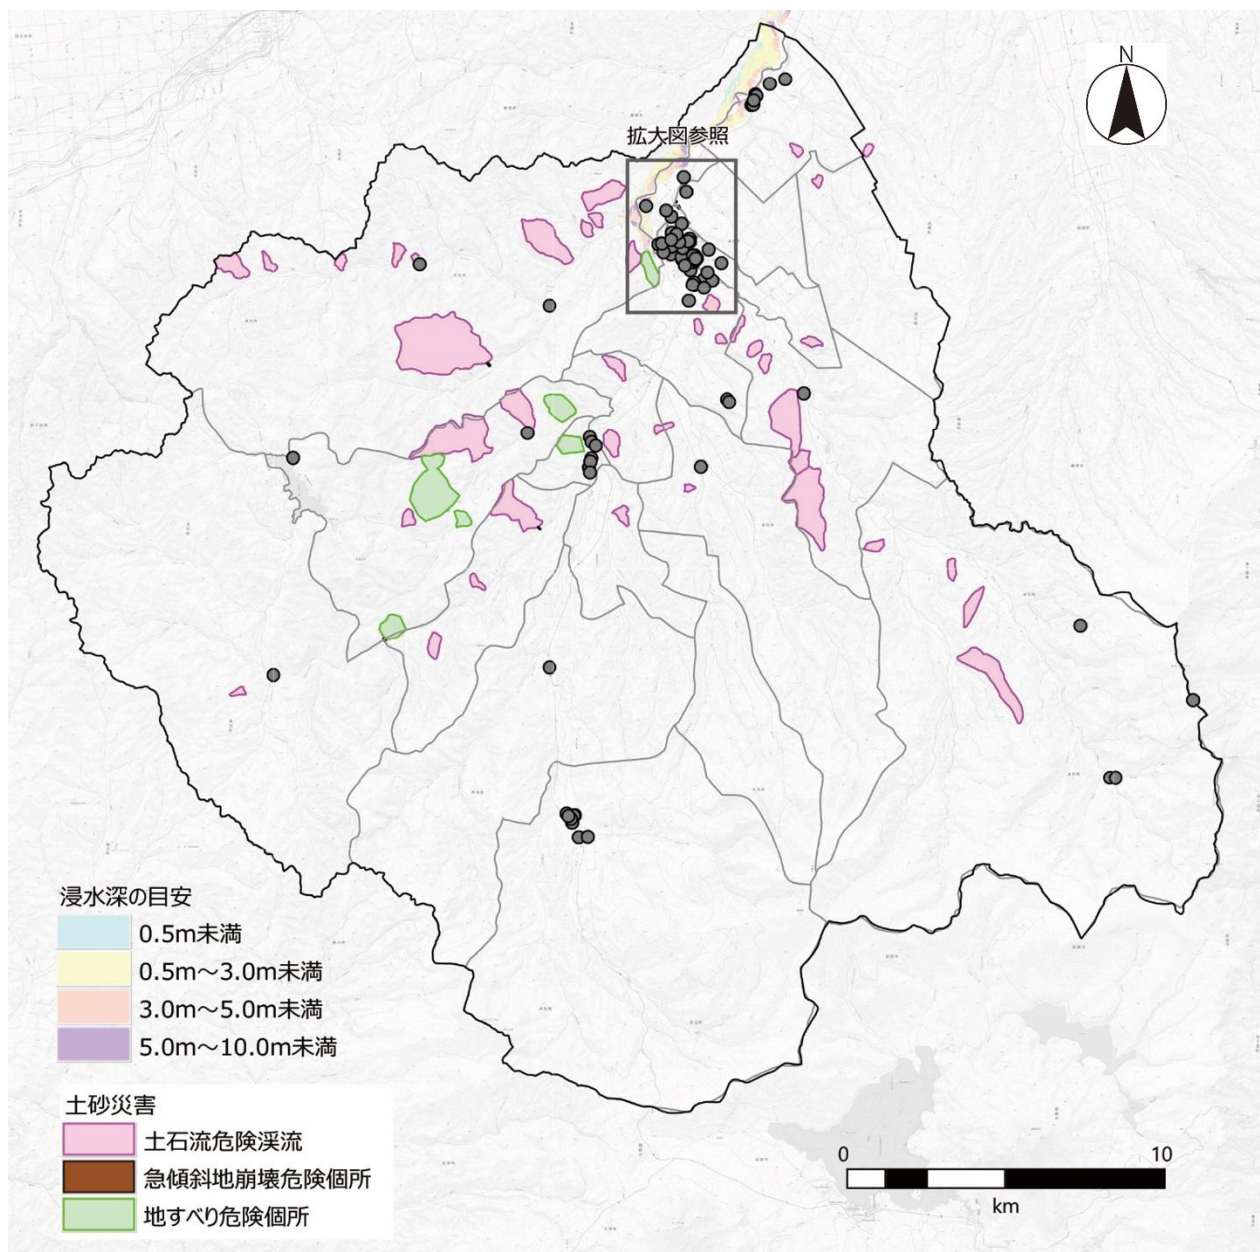 N
拡大図参照
浸水深の目安
0.5m未満
0.5m～3.0m未満
3.0m～5.0m未満
5.0m～10.0m未満
土砂災害
土石流危険渓流
急傾斜地崩壊危険個所
地すべり危険個所
0 10
km